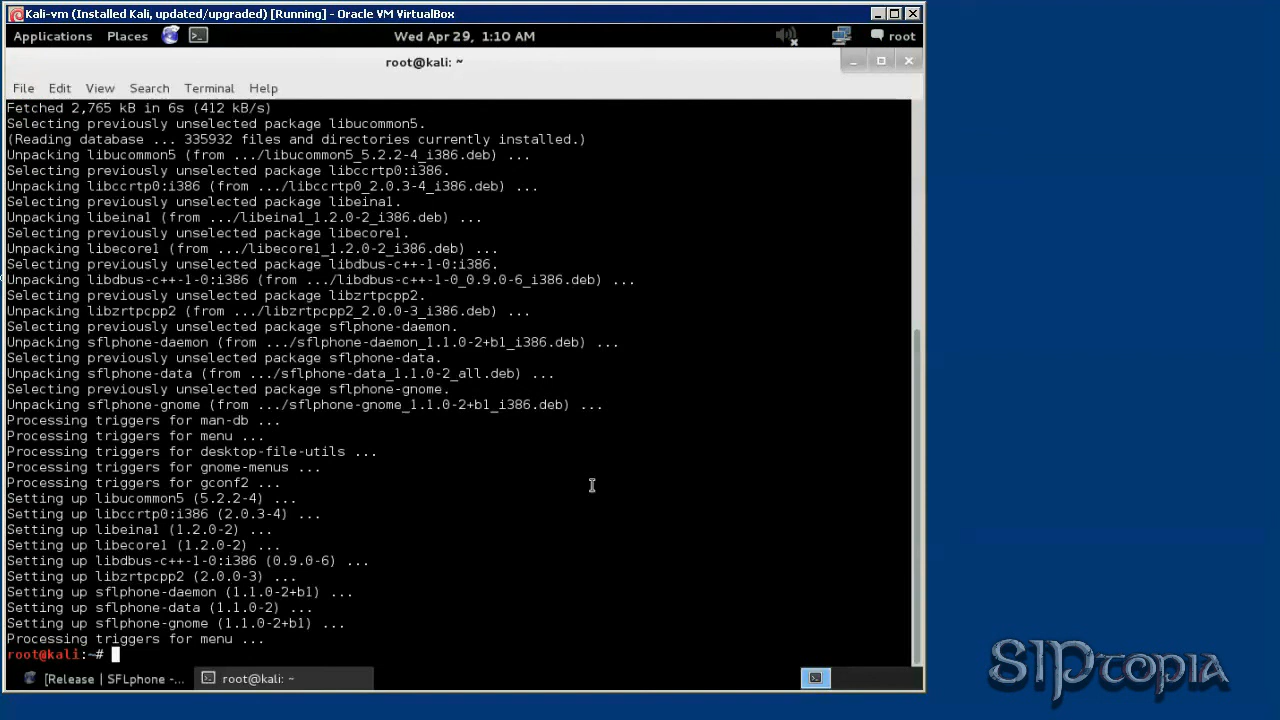 Kali-vm (Installed Kali, updated/upgraded) [Running] - Oracle VM VirtualBox
Applications Places Wed Apr 29, 1:10 AM root
root@kali: ~
File Edit View Search Terminal Help
Fetched 2,765 kB in 6s (412 kB/s)
Selecting previously unselected package libucommon5.
(Reading database ... 335932 files and directories currently installed.)
Unpacking libucommon5 (from .../libucommon5_5.2.2-4_i386.deb) ...
Selecting previously unselected package libccrtp0:i386.
Unpacking libccrtp0:i386 (from .../libccrtp0_2.0.3-4_i386.deb) ...
Selecting previously unselected package libeina1.
Unpacking libeina1 (from .../libeina1_1.2.0-2_i386.deb) ...
Selecting previously unselected package libecore1.
Unpacking libecore1 (from .../libecore1_1.2.0-2_i386.deb) ...
Selecting previously unselected package libdbus-c++-1-0:i386.
Unpacking libdbus-c++-1-0:i386 (from .../libdbus-c++-1-0_0.9.0-6_i386.deb) ...
Selecting previously unselected package libzrtpcpp2.
Unpacking libzrtpcpp2 (from .../libzrtpcpp2_2.0.0-3_i386.deb) ...
Selecting previously unselected package sflphone-daemon.
Unpacking sflphone-daemon (from .../sflphone-daemon_1.1.0-2+b1_i386.deb) ...
Selecting previously unselected package sflphone-data.
Unpacking sflphone-data (from .../sflphone-data_1.1.0-2_all.deb) ...
Selecting previously unselected package sflphone-gnome.
Unpacking sflphone-gnome (from .../sflphone-gnome_1.1.0-2+b1_i386.deb) ...
Processing triggers for man-db ...
Processing triggers for menu ...
Processing triggers for desktop-file-utils ...
Processing triggers for gnome-menus ...
Processing triggers for gconf2 ...
Setting up libucommon5 (5.2.2-4) ...
Setting up libccrtp0:i386 (2.0.3-4) ...
Setting up libeina1 (1.2.0-2) ...
Setting up libecore1 (1.2.0-2) ...
Setting up libdbus-c++-1-0:i386 (0.9.0-6) ...
Setting up libzrtpcpp2 (2.0.0-3) ...
Setting up sflphone-daemon (1.1.0-2+b1) ...
Setting up sflphone-data (1.1.0-2) ...
Setting up sflphone-gnome (1.1.0-2+b1) ...
Processing triggers for menu ...
root@kali:~#
[Release | SFLphone -... root@kali: ~
SIPtopia